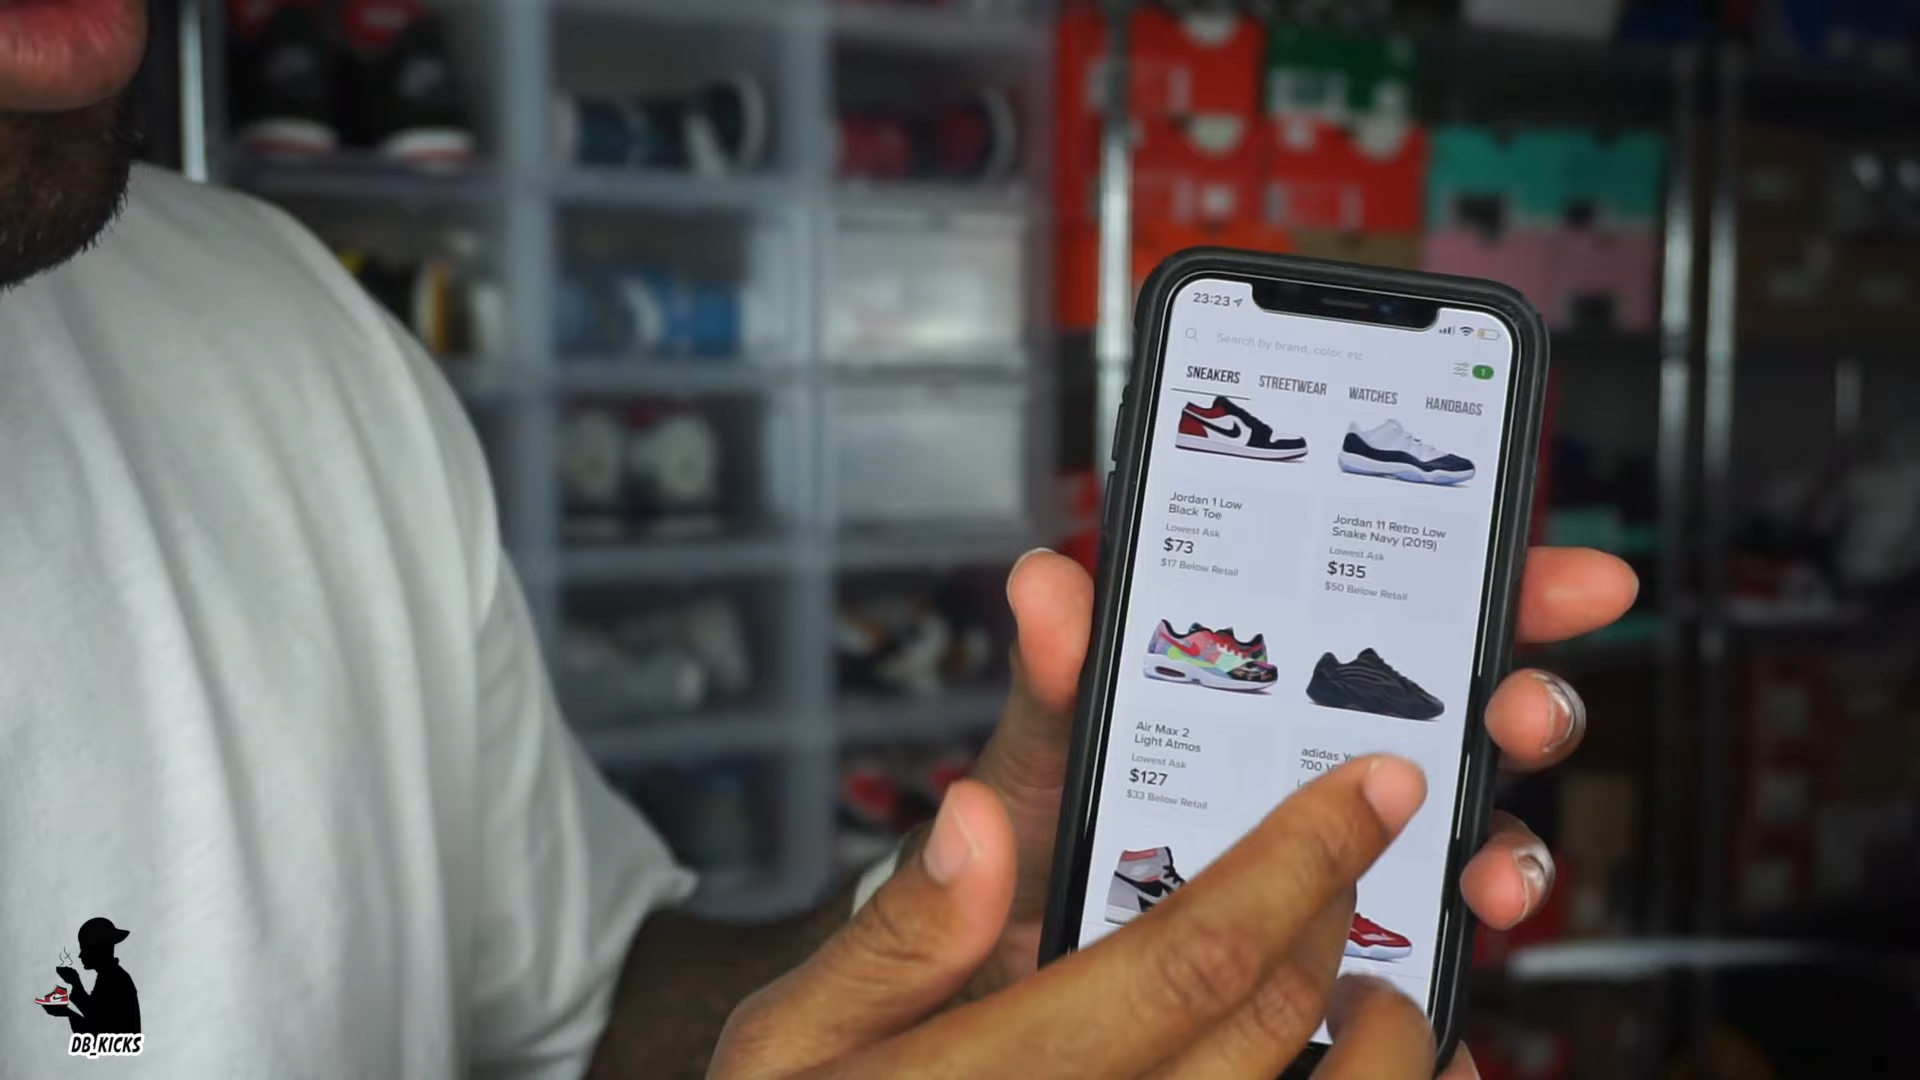 23:23
Search by brand, color, etc
1
SNEAKERS STREETWEAR WATCHES HANDBAGS
Jordan 1 Low
Black Toe
Lowest Ask
$73
$17 Below Retail
Jordan 11 Retro Low
Snake Navy (2019)
Lowest Ask
$135
$50 Below Retail
Air Max 2
Light Atmos
Lowest Ask
$127
$33 Below Retail
adidas
700
DB_KICKS